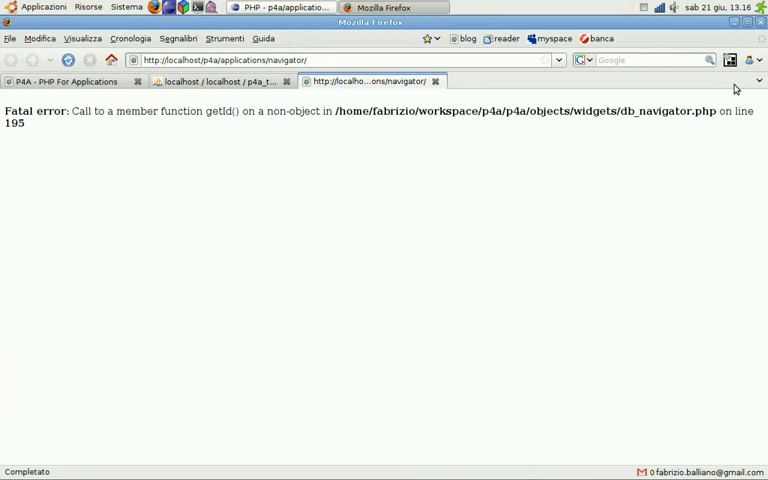 Applicazioni Risorse Sistema PHP - p4a/applicatio... Mozilla Firefox sab 21 giu, 13.16
Mozilla Firefox
File Modifica Visualizza Cronologia Segnalibri Strumenti Guida blog reader myspace banca
http://localhost/p4a/applications/navigator/ Google
P4A - PHP For Applications localhost / localhost / p4a_t... http://localho...ons/navigator/
Fatal error: Call to a member function getId() on a non-object in /home/fabrizio/workspace/p4a/p4a/objects/widgets/db_navigator.php on line
195
Completato 0 fabrizio.balliano@gmail.com